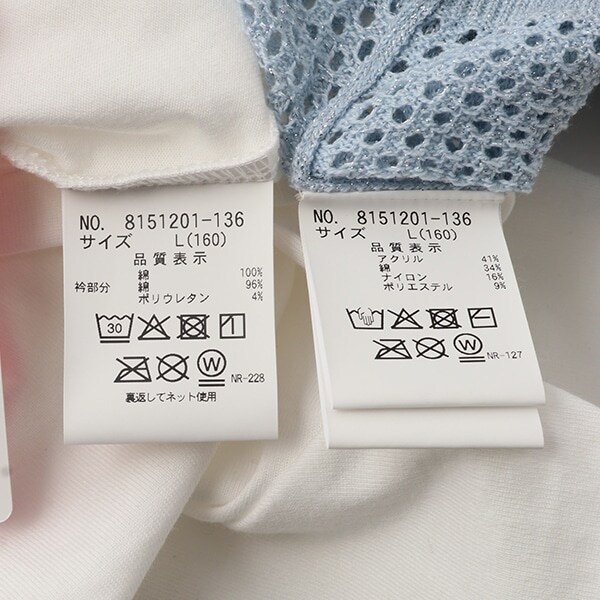 NO. 8151201-136
サイズ L(160)
品質表示
綿 100%
衿部分 綿 96%
ポリウレタン 4%
30
W
NR-228
裏返してネット使用
NO. 8151201-136
サイズ L(160)
品質表示
アクリル 41%
綿 34%
ナイロン 16%
ポリエステル 9%
W
NR-127